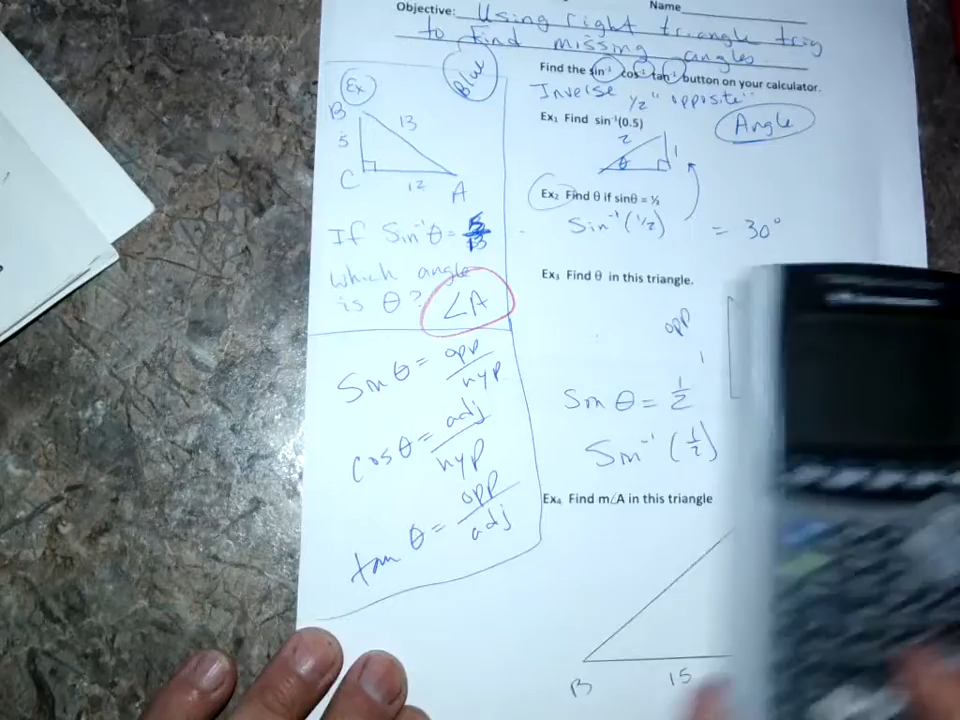 Objective: Using right triangle trig
Name
to find missing angles
Blue
Ex
B
13
5
C
12
A
If Sin⁻¹θ = 5/13
which angle
is θ? ∠A
Sin θ = opp/hyp
cos θ = adj/hyp
tan θ = opp/adj
Find the sin⁻¹ cos⁻¹ tan⁻¹ button on your calculator.
Inverse ½ "opposite"
Ex1 Find sin⁻¹(0.5)
Angle
2
1
θ
Ex2 Find θ if sinθ = ½
Sin⁻¹(1/2) = 30°
Ex3 Find θ in this triangle.
opp
1
Sin θ = 1/2
Sin⁻¹(1/2)
Ex4 Find m∠A in this triangle
B
15